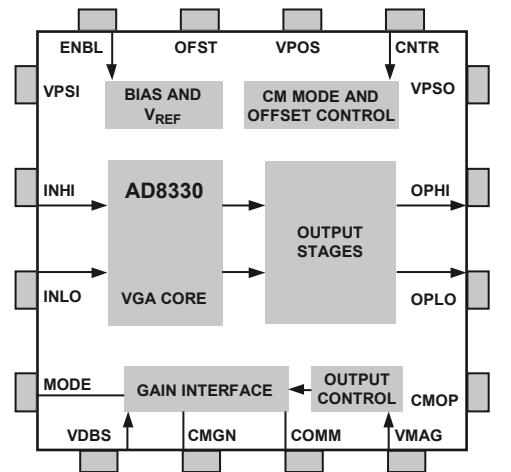 ENBL OFST VPOS CNTR
VPSI
BIAS AND
VREF
CM MODE AND
OFFSET CONTROL
VPSO
INHI
AD8330
OPHI
OUTPUT
STAGES
INLO
VGA CORE
OPLO
MODE
GAIN INTERFACE
OUTPUT
CONTROL
CMOP
VDBS CMGN COMM VMAG